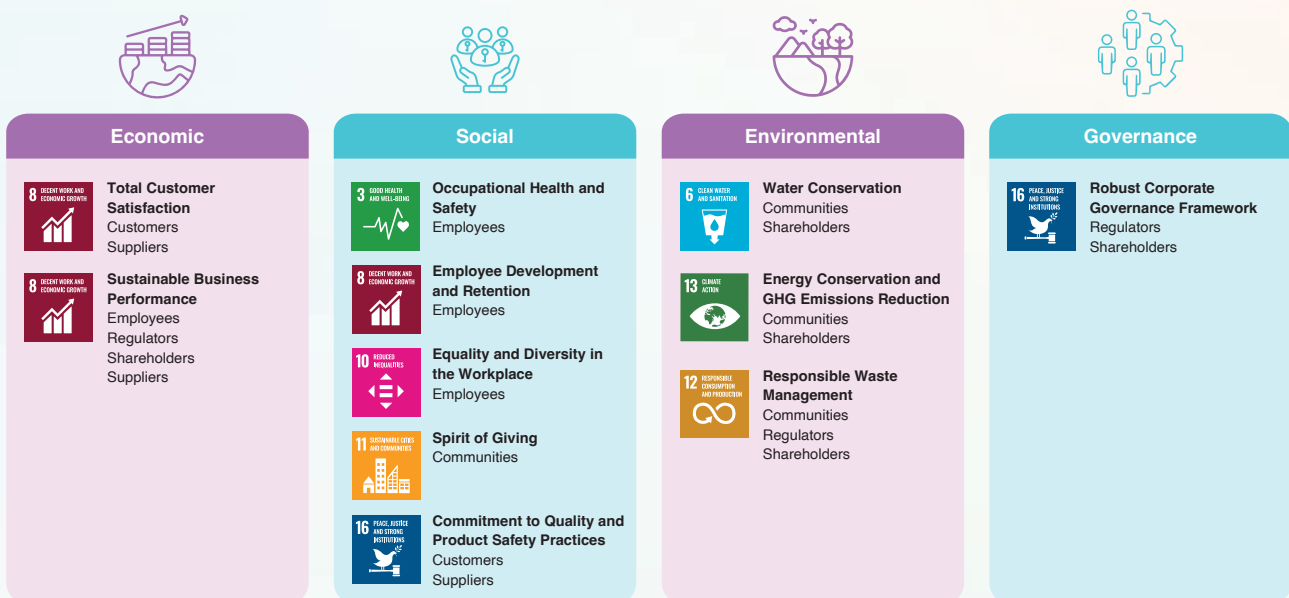 Economic
8 DECENT WORK AND
ECONOMIC GROWTH
Total Customer
Satisfaction
Customers
Suppliers
8 DECENT WORK AND
ECONOMIC GROWTH
Sustainable Business
Performance
Employees
Regulators
Shareholders
Suppliers
Social
3 GOOD HEALTH
AND WELL-BEING
Occupational Health and
Safety
Employees
8 DECENT WORK AND
ECONOMIC GROWTH
Employee Development
and Retention
Employees
10 REDUCED
INEQUALITIES
Equality and Diversity in
the Workplace
Employees
11 SUSTAINABLE CITIES
AND COMMUNITIES
Spirit of Giving
Communities
16 PEACE, JUSTICE
AND STRONG
INSTITUTIONS
Commitment to Quality and
Product Safety Practices
Customers
Suppliers
Environmental
6 CLEAN WATER
AND SANITATION
Water Conservation
Communities
Shareholders
13 CLIMATE
ACTION
Energy Conservation and
GHG Emissions Reduction
Communities
Shareholders
12 RESPONSIBLE
CONSUMPTION
AND PRODUCTION
Responsible Waste
Management
Communities
Regulators
Shareholders
Governance
16 PEACE, JUSTICE
AND STRONG
INSTITUTIONS
Robust Corporate
Governance Framework
Regulators
Shareholders